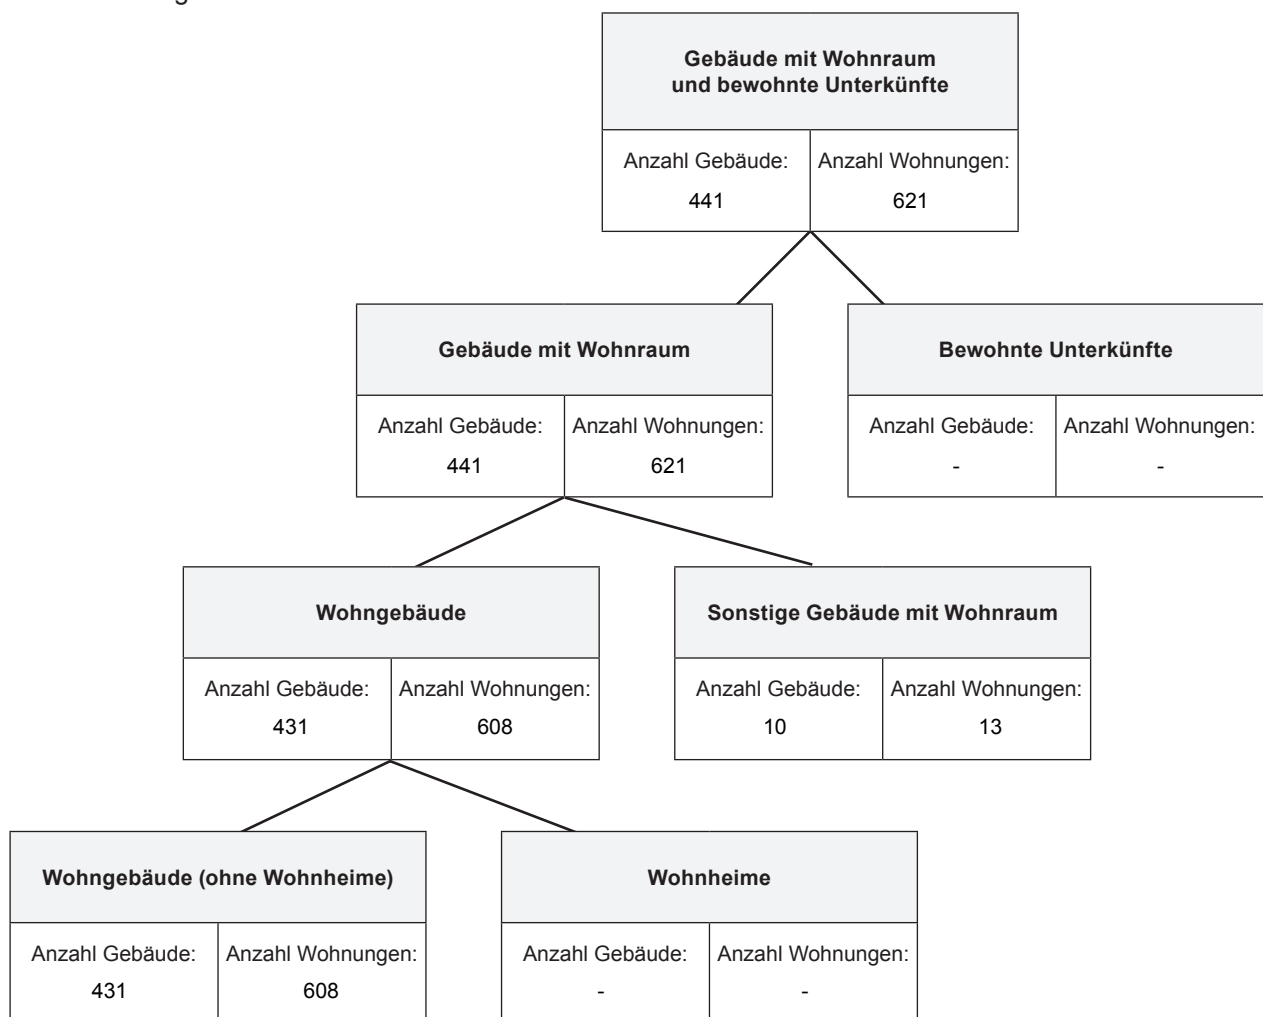 Gebäude mit Wohnraum
und bewohnte Unterkünfte
Anzahl Gebäude: Anzahl Wohnungen:
441 621
Gebäude mit Wohnraum
Anzahl Gebäude: Anzahl Wohnungen:
441 621
Bewohnte Unterkünfte
Anzahl Gebäude: Anzahl Wohnungen:
- -
Wohngebäude
Anzahl Gebäude: Anzahl Wohnungen:
431 608
Sonstige Gebäude mit Wohnraum
Anzahl Gebäude: Anzahl Wohnungen:
10 13
Wohngebäude (ohne Wohnheime)
Anzahl Gebäude: Anzahl Wohnungen:
431 608
Wohnheime
Anzahl Gebäude: Anzahl Wohnungen:
- -